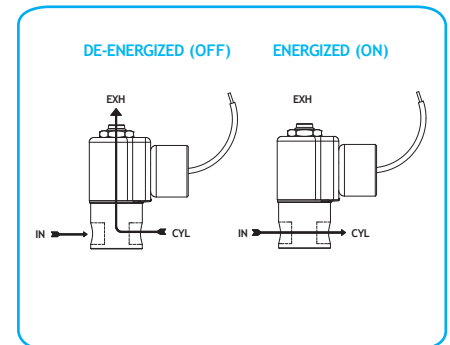 DE-ENERGIZED (OFF) ENERGIZED (ON)
EXH EXH
IN CYL IN CYL